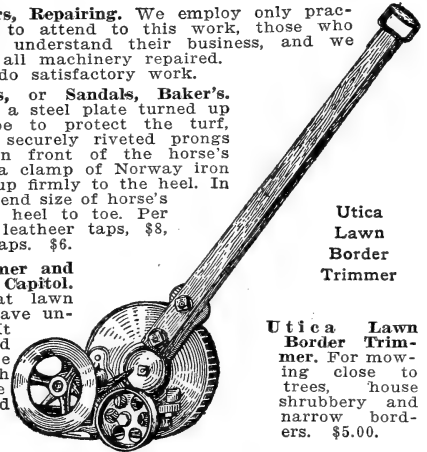 rs, Repairing. We employ only prac-
to attend to this work, those who
understand their business, and we
all machinery repaired.
do satisfactory work.
s, or Sandals, Baker's.
a steel plate turned up
pe to protect the turf,
securely riveted prongs
n front of the horse's
a clamp of Norway iron
up firmly to the heel. In
end size of horse's
heel to toe. Per
leatheer taps, $8,
aps. $6.
mer and
Capitol.
at lawn
ave un-
It
d
e
h
e
d
Utica
Lawn
Border
Trimmer
Utica Lawn
Border Trim-
mer. For mow-
ing close to
trees, house
shrubbery and
narrow bord-
ers. $5.00.